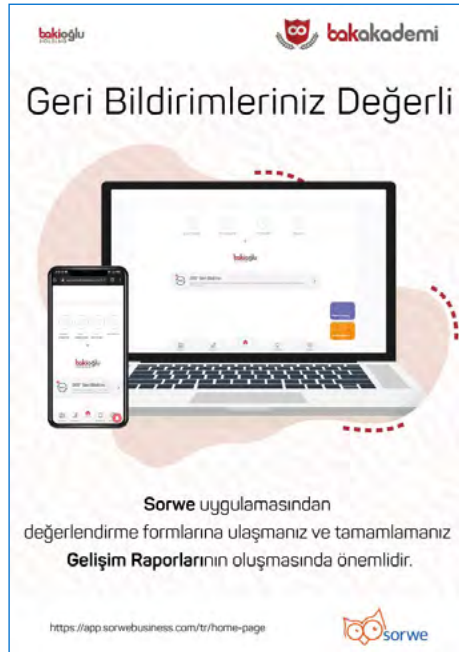 bakioğlu
HOLDING
bakakademi
Geri Bildirimleriniz Değerli
bakioğlu
bakioğlu
Sorwe uygulamasından
değerlendirme formlarına ulaşmanız ve tamamlamanız
Gelişim Raporlarının oluşmasında önemlidir.
https://app.sorwebusiness.com/tr/home-page
sorwe